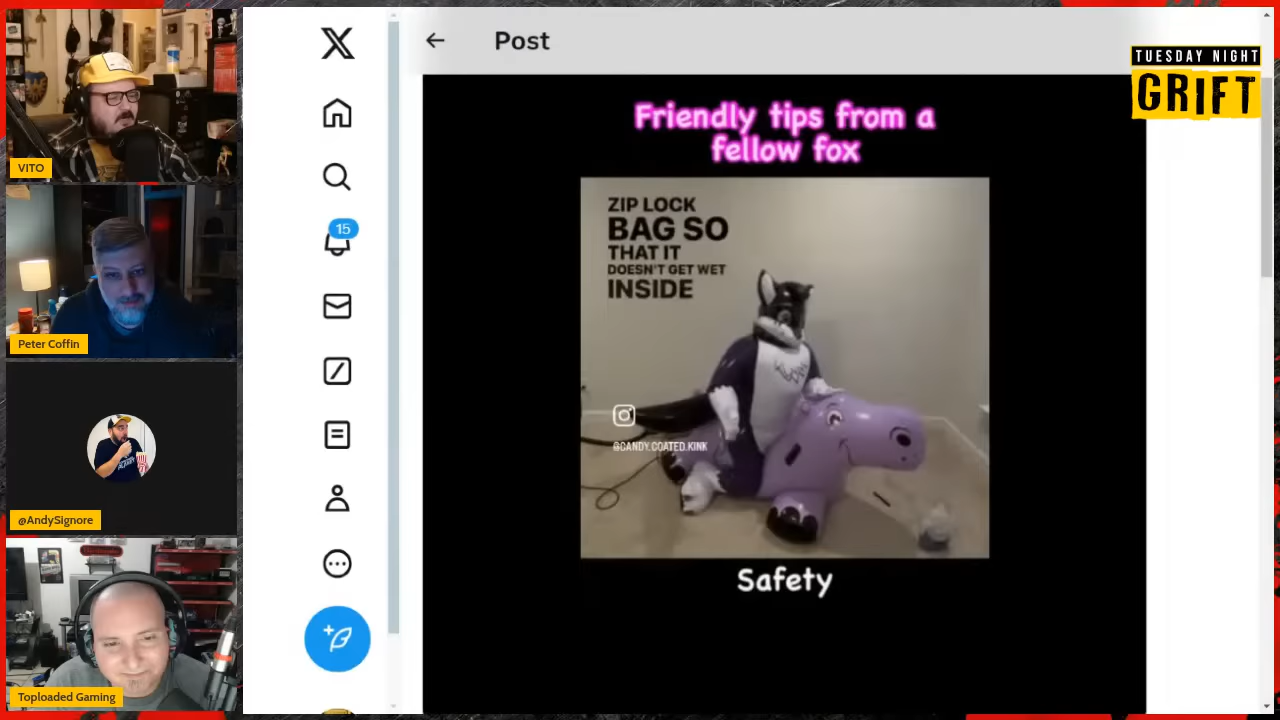 VITO
Peter Coffin
@AndySignore
Toploaded Gaming
15
Post
Friendly tips from a
fellow fox
ZIP LOCK
BAG SO
THAT IT
DOESN'T GET WET
INSIDE
@CANDY.COATED.KINK
Safety
TUESDAY NIGHT
GRIFT